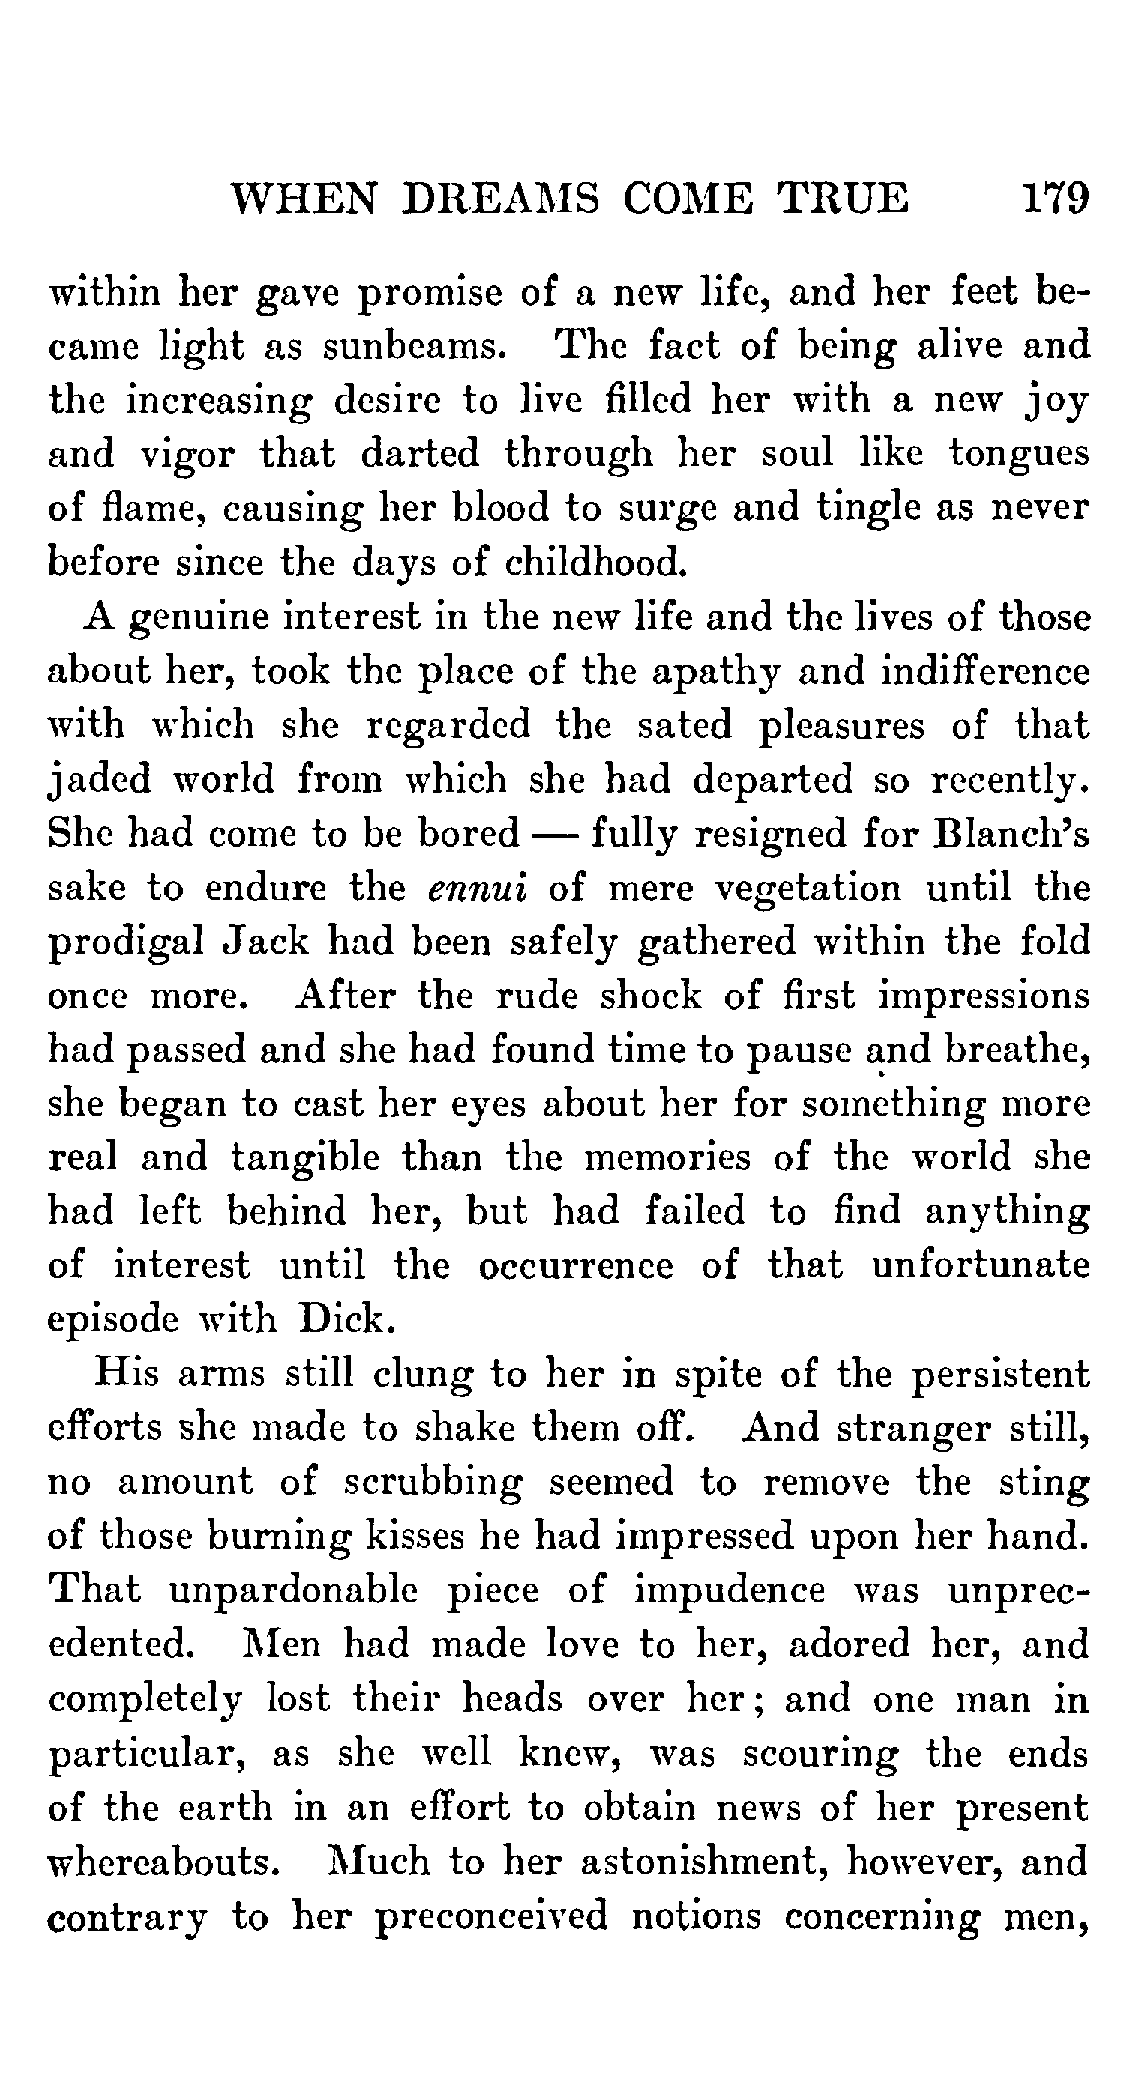 WHEN DREAMS COME TRUE 179
within her gave promise of a new life, and her feet be-
came light as sunbeams. The fact of being alive and
the increasing desire to live filled her with a new joy
and vigor that darted through her soul like tongues
of flame, causing her blood to surge and tingle as never
before since the days of childhood.
A genuine interest in the new life and the lives of those
about her, took the place of the apathy and indifference
with which she regarded the sated pleasures of that
jaded world from which she had departed so recently.
She had come to be bored — fully resigned for Blanch's
sake to endure the ennui of mere vegetation until the
prodigal Jack had been safely gathered within the fold
once more. After the rude shock of first impressions
had passed and she had found time to pause and breathe,
she began to cast her eyes about her for something more
real and tangible than the memories of the world she
had left behind her, but had failed to find anything
of interest until the occurrence of that unfortunate
episode with Dick.
His arms still clung to her in spite of the persistent
efforts she made to shake them off. And stranger still,
no amount of scrubbing seemed to remove the sting
of those burning kisses he had impressed upon her hand.
That unpardonable piece of impudence was unprec-
edented. Men had made love to her, adored her, and
completely lost their heads over her; and one man in
particular, as she well knew, was scouring the ends
of the earth in an effort to obtain news of her present
whereabouts. Much to her astonishment, however, and
contrary to her preconceived notions concerning men,